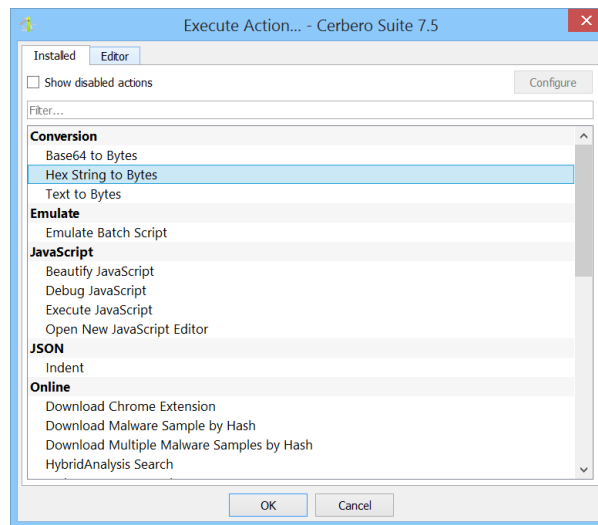 Execute Action... - Cerbero Suite 7.5
Installed Editor
Show disabled actions Configure
Filter...
Conversion
Base64 to Bytes
Hex String to Bytes
Text to Bytes
Emulate
Emulate Batch Script
JavaScript
Beautify JavaScript
Debug JavaScript
Execute JavaScript
Open New JavaScript Editor
JSON
Indent
Online
Download Chrome Extension
Download Malware Sample by Hash
Download Multiple Malware Samples by Hash
HybridAnalysis Search
OK Cancel